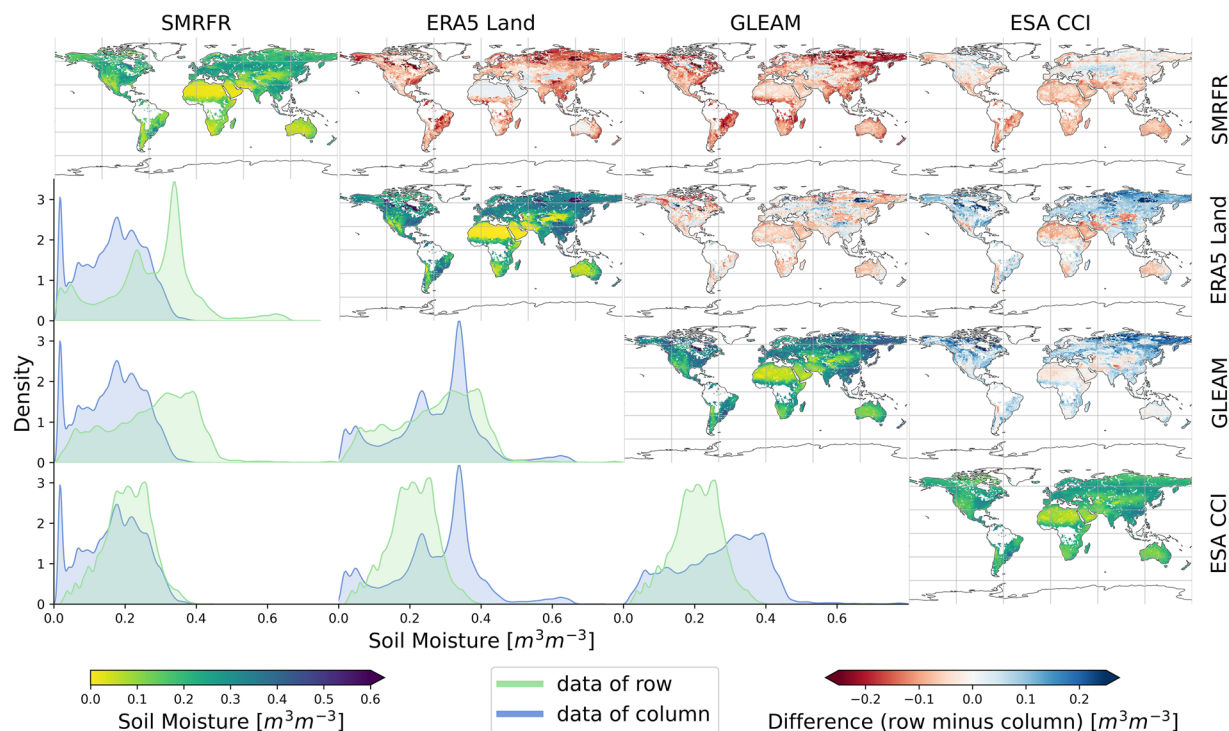 SMRFR
ERA5 Land
GLEAM
ESA CCI
SMRFR
ERA5 Land
GLEAM
ESA CCI
Density
3
2
1
0
3
2
1
0
3
2
1
0
0.0 0.2 0.4 0.6
0.0 0.2 0.4 0.6
0.0 0.2 0.4 0.6
Soil Moisture [m³m⁻³]
0.0 0.1 0.2 0.3 0.4 0.5 0.6
Soil Moisture [m³m⁻³]
data of row
data of column
−0.2 −0.1 0.0 0.1 0.2
Difference (row minus column) [m³m⁻³]